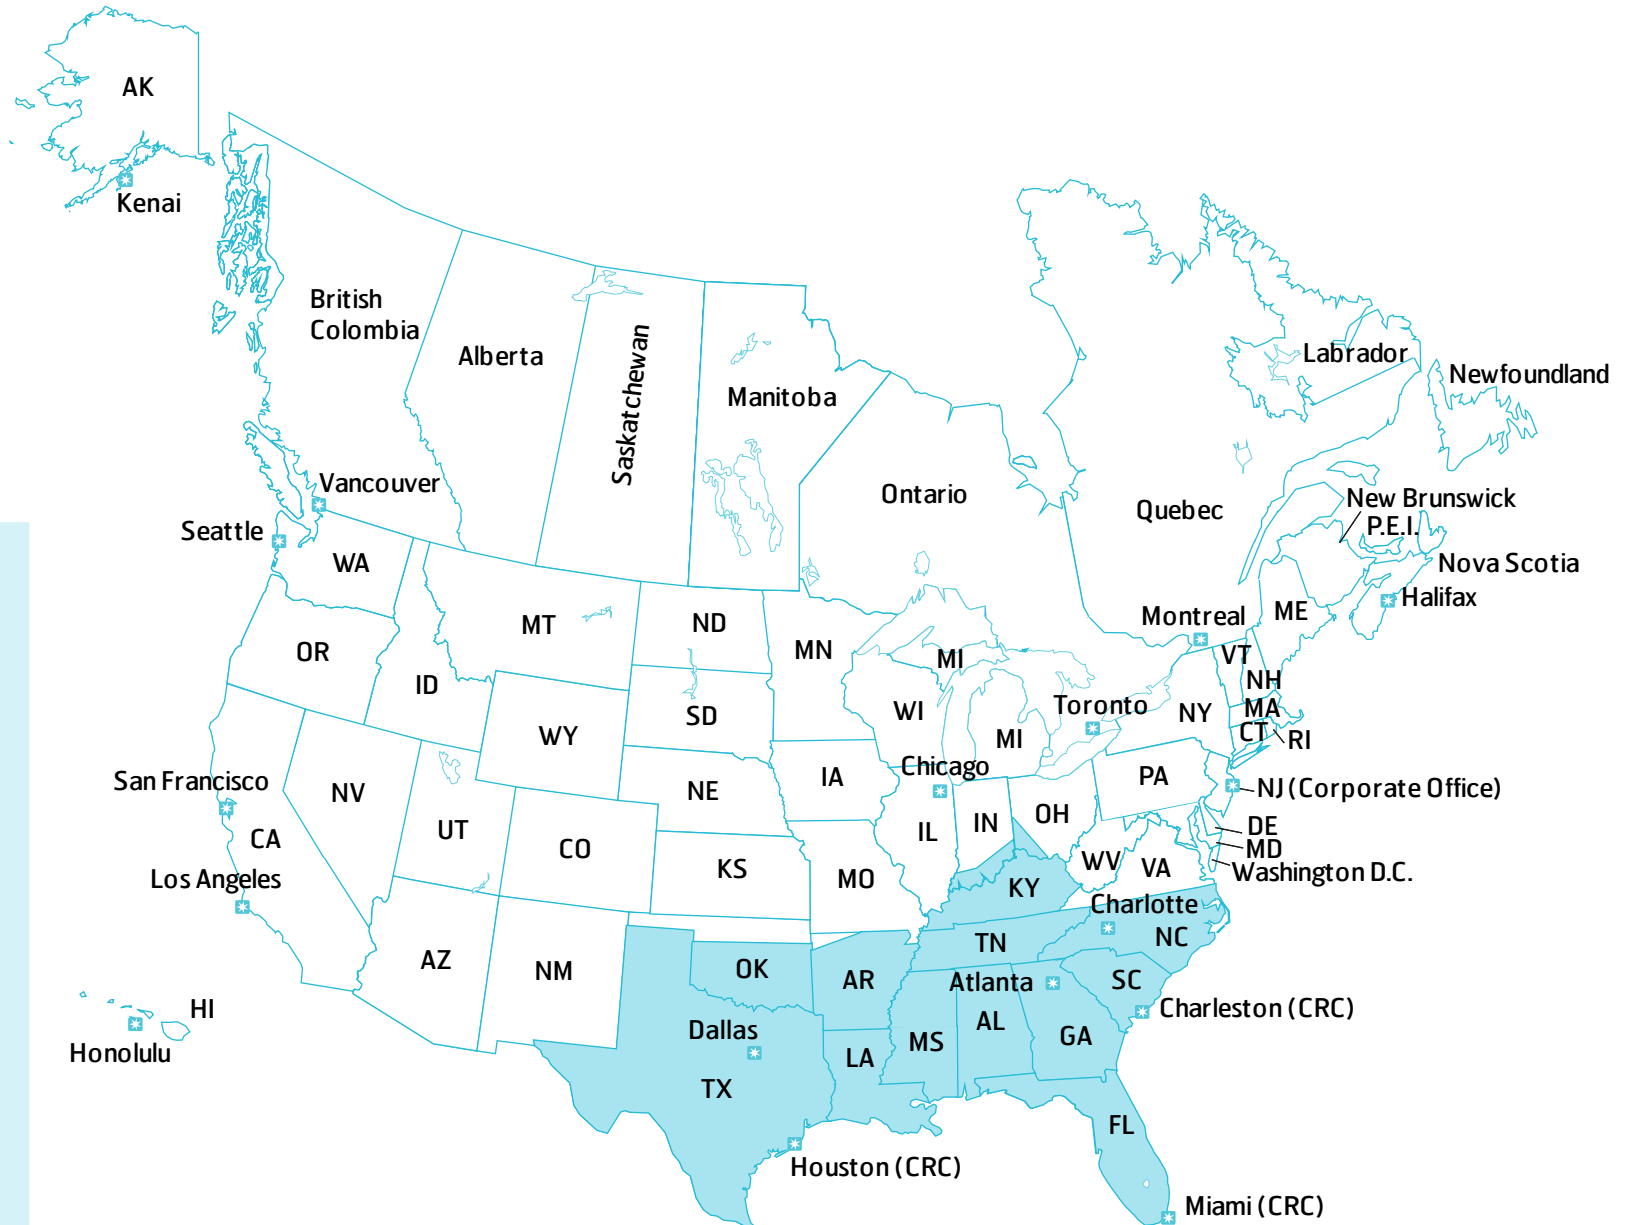 AK
Kenai
British
Colombia
Alberta
Saskatchewan
Manitoba
Ontario
Quebec
Labrador
Newfoundland
New Brunswick
P.E.I.
Nova Scotia
Halifax
Montreal
Toronto
Vancouver
Seattle
WA
OR
ID
MT
ND
MN
SD
WY
WI
MI
MI
NY
VT
NH
ME
MA
CT
RI
San Francisco
CA
Los Angeles
NV
UT
CO
NE
IA
Chicago
IL
IN
OH
PA
NJ (Corporate Office)
DE
MD
Washington D.C.
KS
MO
KY
WV
VA
Charlotte
NC
TN
AZ
NM
OK
AR
Atlanta
SC
Charleston (CRC)
HI
Honolulu
Dallas
TX
LA
MS
AL
GA
FL
Houston (CRC)
Miami (CRC)